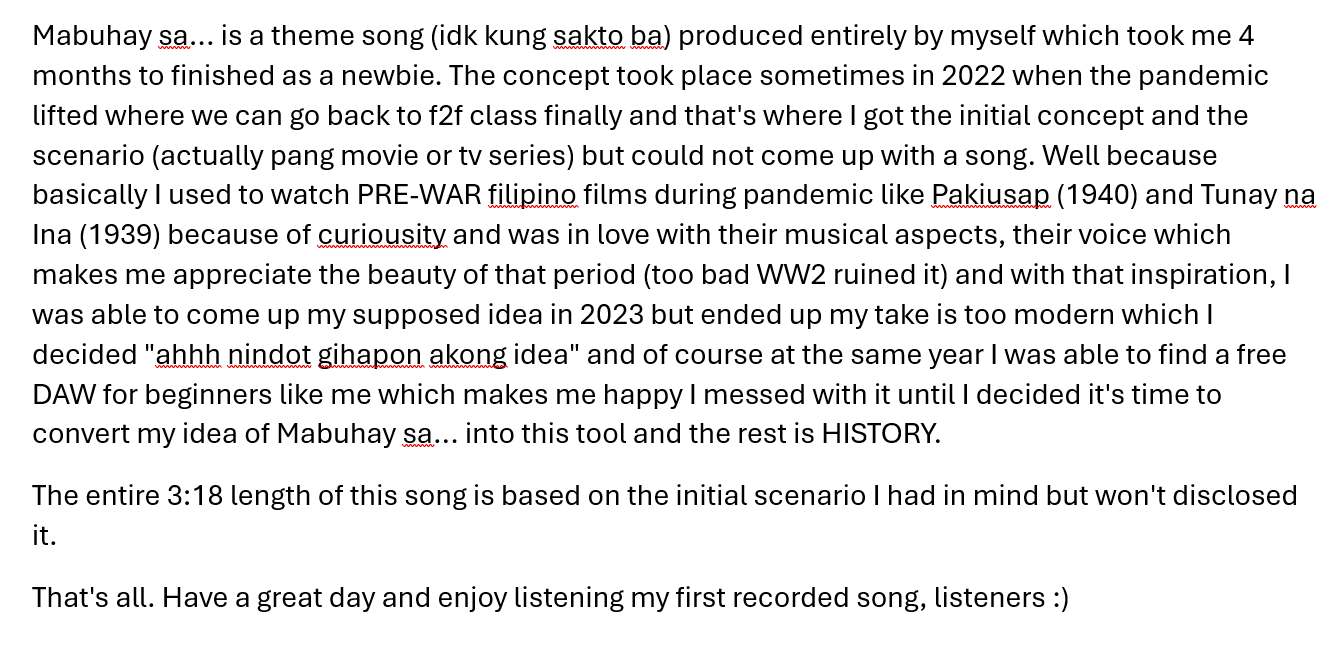 Mabuhay sa... is a theme song (idk kung sakto ba) produced entirely by myself which took me 4
months to finished as a newbie. The concept took place sometimes in 2022 when the pandemic
lifted where we can go back to f2f class finally and that's where I got the initial concept and the
scenario (actually pang movie or tv series) but could not come up with a song. Well because
basically I used to watch PRE-WAR filipino films during pandemic like Pakiusap (1940) and Tunay na
Ina (1939) because of curiousity and was in love with their musical aspects, their voice which
makes me appreciate the beauty of that period (too bad WW2 ruined it) and with that inspiration, I
was able to come up my supposed idea in 2023 but ended up my take is too modern which I
decided "ahhh nindot gihapon akong idea" and of course at the same year I was able to find a free
DAW for beginners like me which makes me happy I messed with it until I decided it's time to
convert my idea of Mabuhay sa... into this tool and the rest is HISTORY.
The entire 3:18 length of this song is based on the initial scenario I had in mind but won't disclosed
it.
That's all. Have a great day and enjoy listening my first recorded song, listeners :)